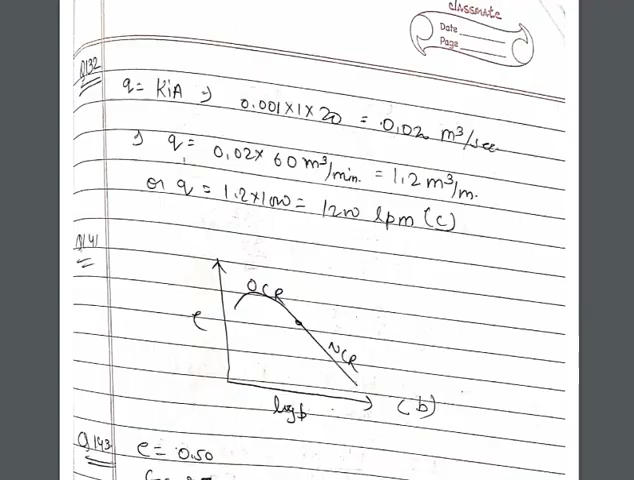 classmate
Date
Page
Q132
q = KiA ⇒ 0.001×1×20 = 0.02 m³/sec
⇒ q = 0.02×60 m³/min. = 1.2 m³/m.
or q = 1.2×1000 = 1200 lpm (c)
Q141
OCR
e
NCR
log p
(b)
Q143
e = 0.50